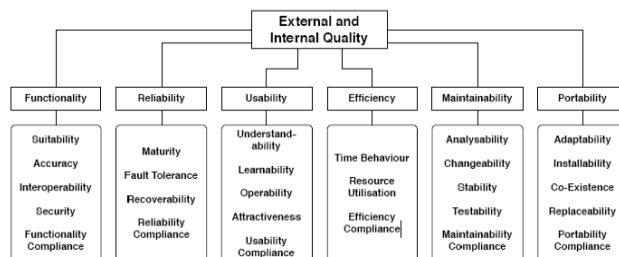 External and
Internal Quality
Functionality
Reliability
Usability
Efficiency
Maintainability
Portability
Suitability
Accuracy
Interoperability
Security
Functionality
Compliance
Maturity
Fault Tolerance
Recoverability
Reliability
Compliance
Understand-
ability
Learnability
Operability
Attractiveness
Usability
Compliance
Time Behaviour
Resource
Utilisation
Efficiency
Compliance
Analysability
Changeability
Stability
Testability
Maintainability
Compliance
Adaptability
Installability
Co-Existence
Replaceability
Portability
Compliance